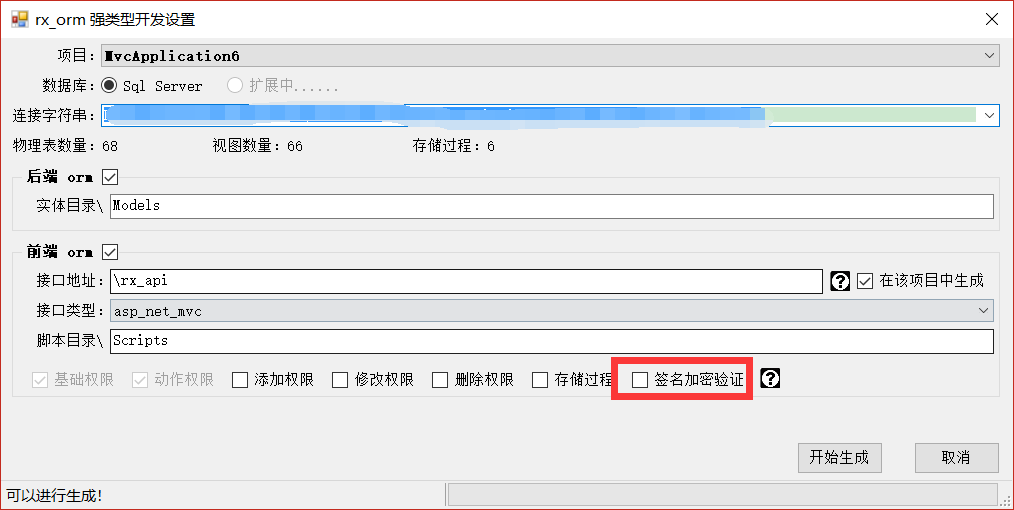 rx_orm 强类型开发设置
项目: MvcApplication6
数据库: Sql Server 扩展中......
连接字符串:
物理表数量: 68 视图数量: 66 存储过程: 6
后端 orm
实体目录\ Models
前端 orm
接口地址: \rx_api ? 在该项目中生成
接口类型: asp_net_mvc
脚本目录\ Scripts
基础权限 动作权限 添加权限 修改权限 删除权限 存储过程 签名加密验证 ?
开始生成 取消
可以进行生成!